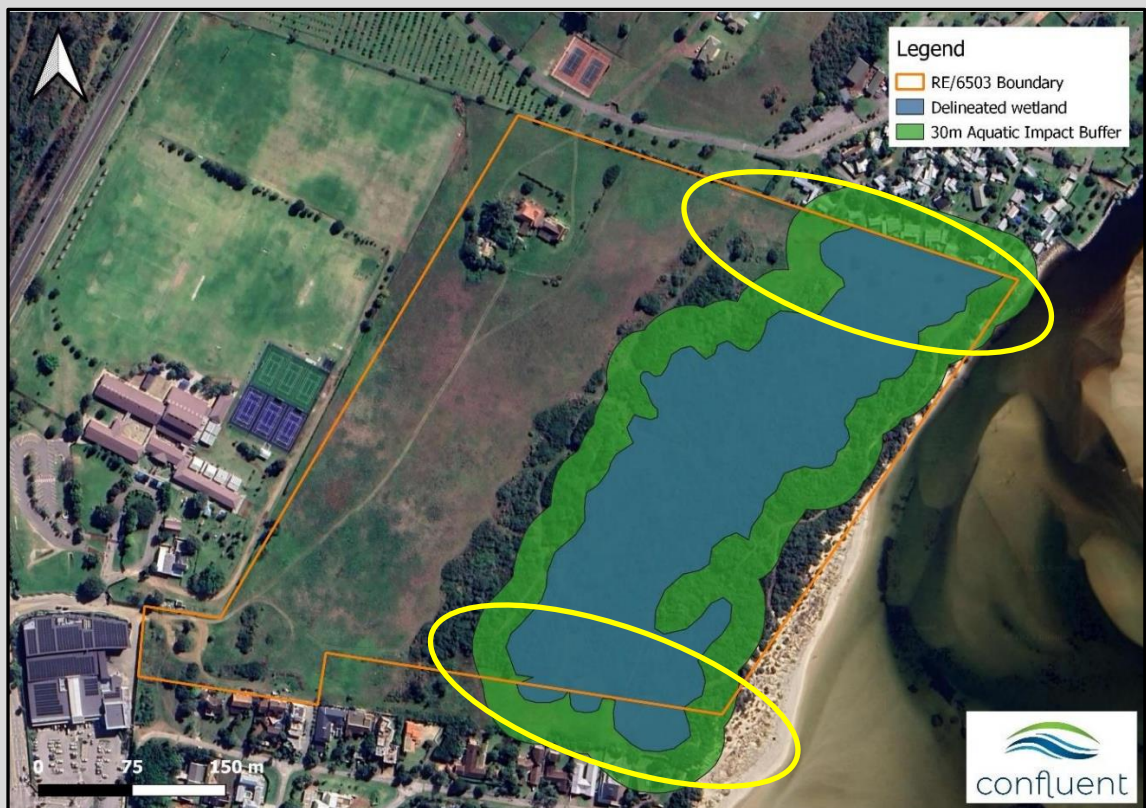 Legend
RE/6503 Boundary
Delineated wetland
30m Aquatic Impact Buffer
0 75 150 m
confluent